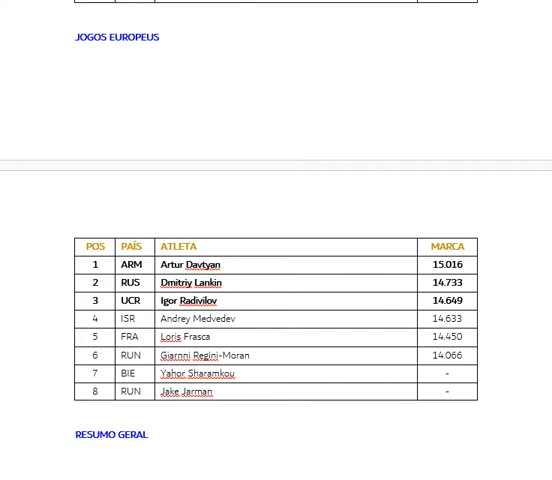 JOGOS EUROPEUS
POS PAÍS ATLETA MARCA
1 ARM Artur Davtyan 15.016
2 RUS Dmitriy Lankin 14.733
3 UCR Igor Radivilov 14.649
4 ISR Andrey Medvedev 14.633
5 FRA Loris Frasca 14.450
6 RUN Giarnni Regini-Moran 14.066
7 BIE Yahor Sharamkou -
8 RUN Jake Jarman -
RESUMO GERAL